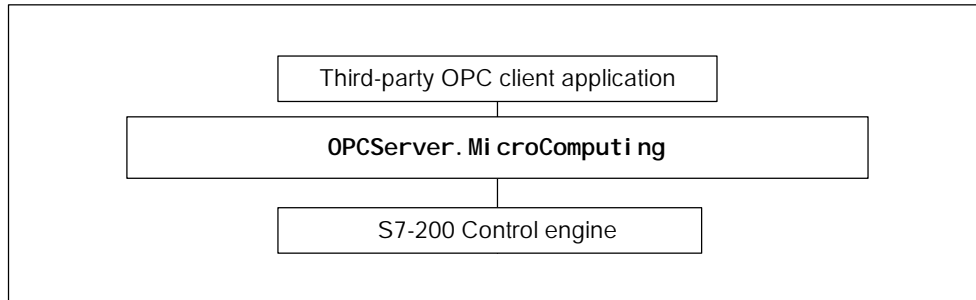 Third-party OPC client application
OPCServer.MicroComputing
S7-200 Control engine